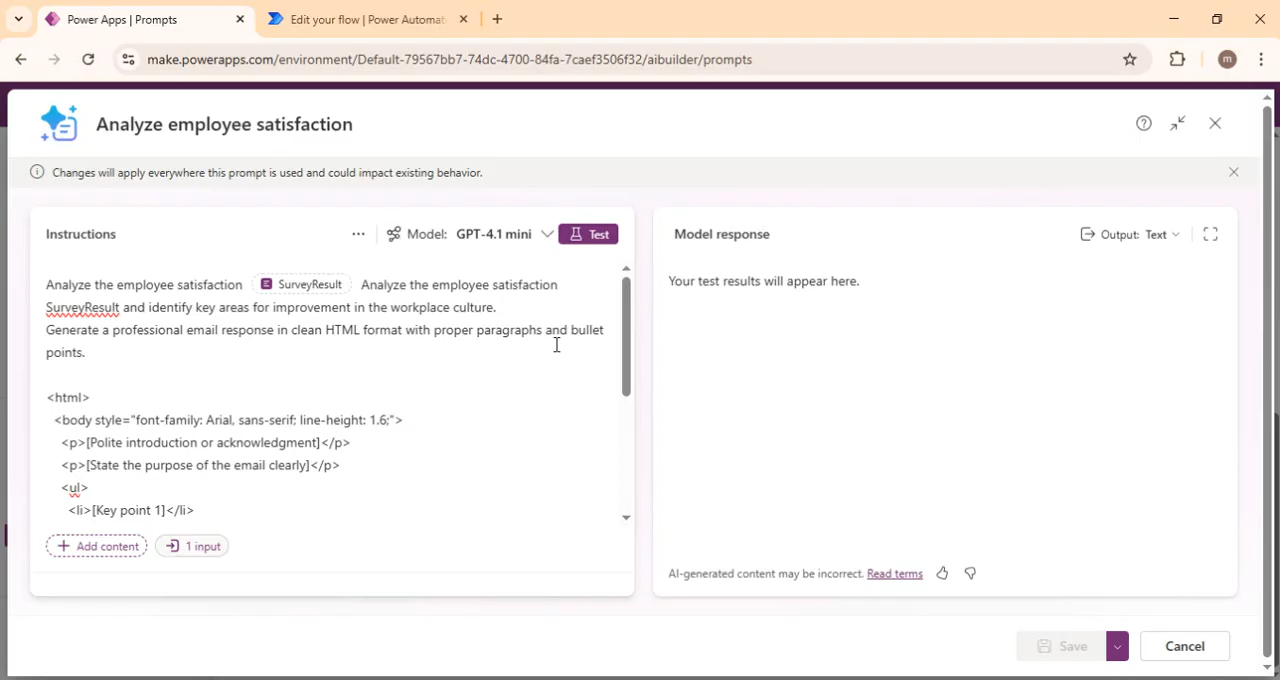 Power Apps | Prompts
Edit your flow | Power Automat
make.powerapps.com/environment/Default-79567bb7-74dc-4700-84fa-7caef3506f32/aibuilder/prompts
m
Analyze employee satisfaction
Changes will apply everywhere this prompt is used and could impact existing behavior.
Instructions
Model: GPT-4.1 mini
Test
Analyze the employee satisfaction SurveyResult Analyze the employee satisfaction
SurveyResult and identify key areas for improvement in the workplace culture.
Generate a professional email response in clean HTML format with proper paragraphs and bullet
points.
<html>
<body style="font-family: Arial, sans-serif; line-height: 1.6;">
<p>[Polite introduction or acknowledgment]</p>
<p>[State the purpose of the email clearly]</p>
<ul>
<li>[Key point 1]</li>
Add content
1 input
Model response
Output: Text
Your test results will appear here.
AI-generated content may be incorrect. Read terms
Save
Cancel